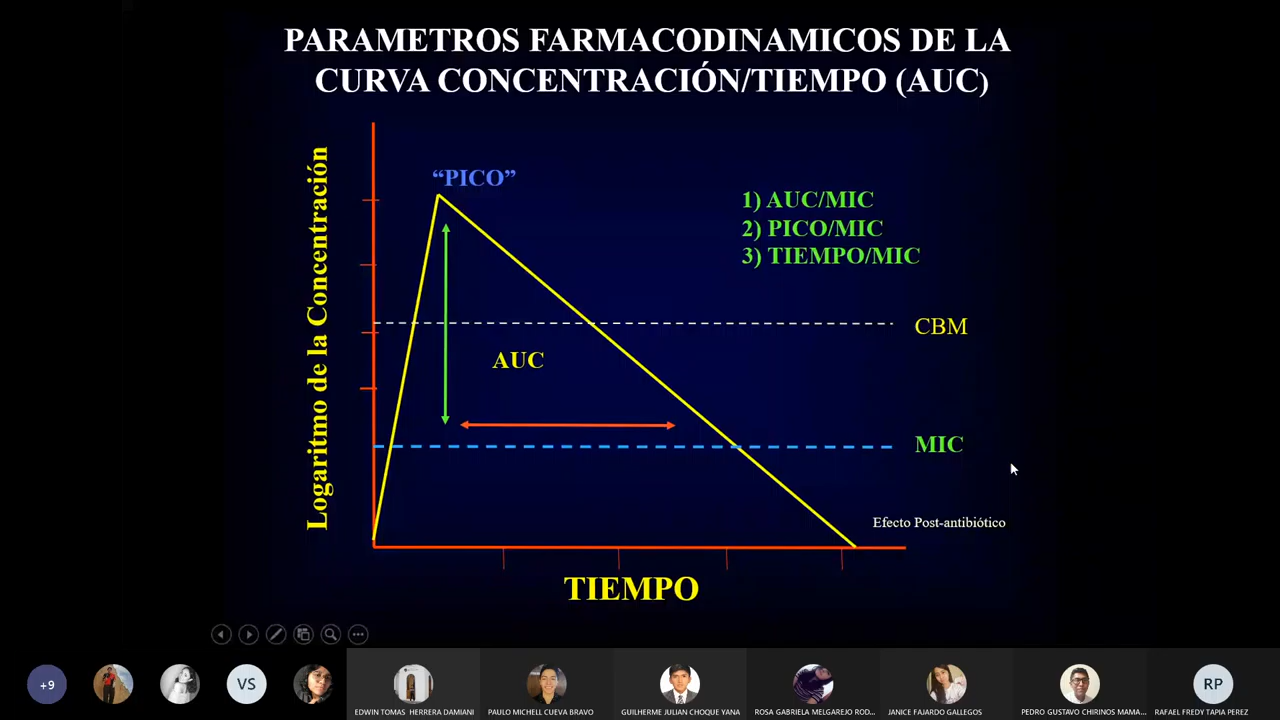 PARAMETROS FARMACODINAMICOS DE LA
CURVA CONCENTRACIÓN/TIEMPO (AUC)
Logaritmo de la Concentración
“PICO”
1) AUC/MIC
2) PICO/MIC
3) TIEMPO/MIC
CBM
AUC
MIC
Efecto Post-antibiótico
TIEMPO
+9
VS
RP
EDWIN TOMAS HERRERA DAMIANI
PAULO MICHELL CUEVA BRAVO
GUILHERME JULIAN CHOQUE YANA
ROSA GABRIELA MELGAREJO ROD...
JANICE FAJARDO GALLEGOS
PEDRO GUSTAVO CHIRINOS MAMA...
RAFAEL FREDY TAPIA PEREZ